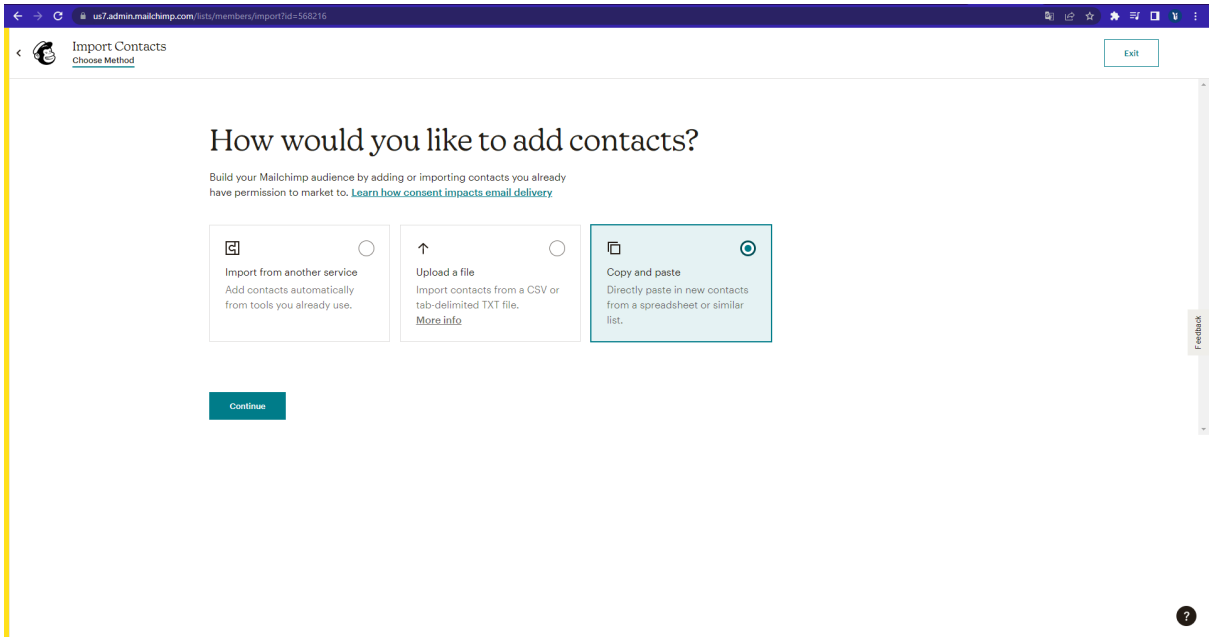 us7.admin.mailchimp.com/lists/members/import?id=568216
Import Contacts
Choose Method
Exit
How would you like to add contacts?
Build your Mailchimp audience by adding or importing contacts you already
have permission to market to. Learn how consent impacts email delivery
Import from another service
Add contacts automatically
from tools you already use.
Upload a file
Import contacts from a CSV or
tab-delimited TXT file.
More info
Copy and paste
Directly paste in new contacts
from a spreadsheet or similar
list.
Feedback
Continue
?